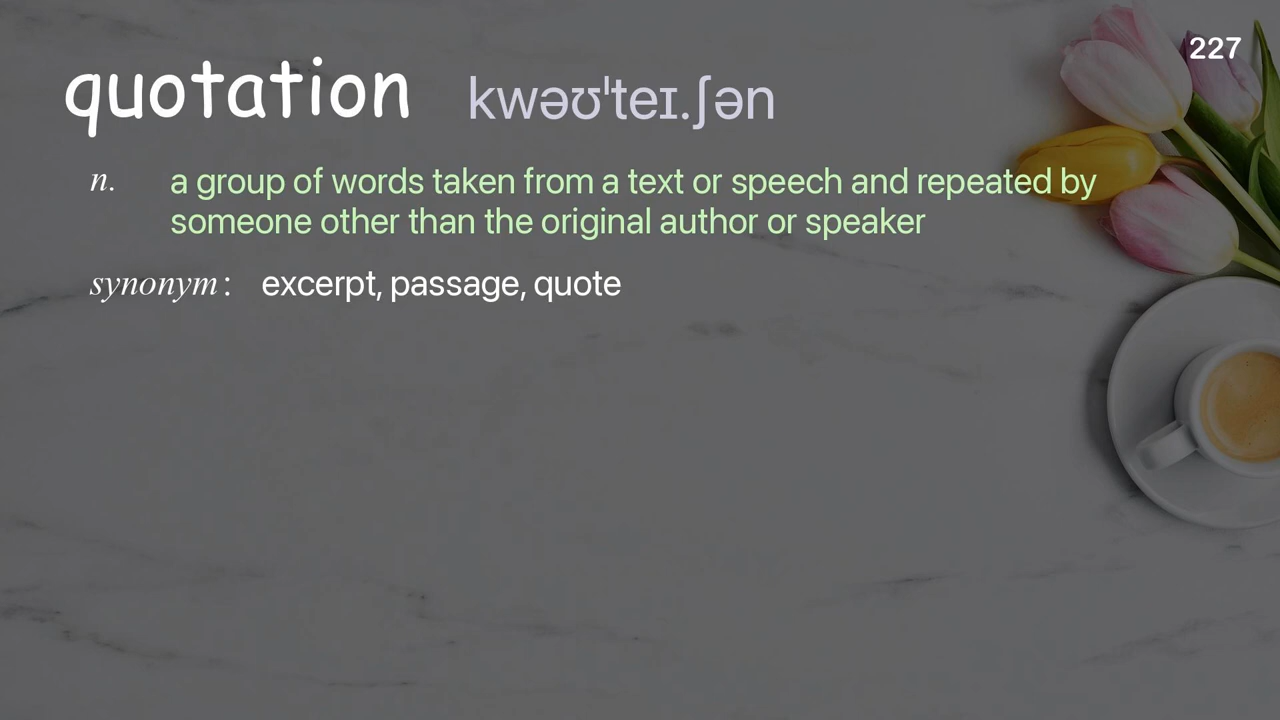 227
quotation kwəʊˈteɪ.ʃən
n. a group of words taken from a text or speech and repeated by
someone other than the original author or speaker
synonym: excerpt, passage, quote